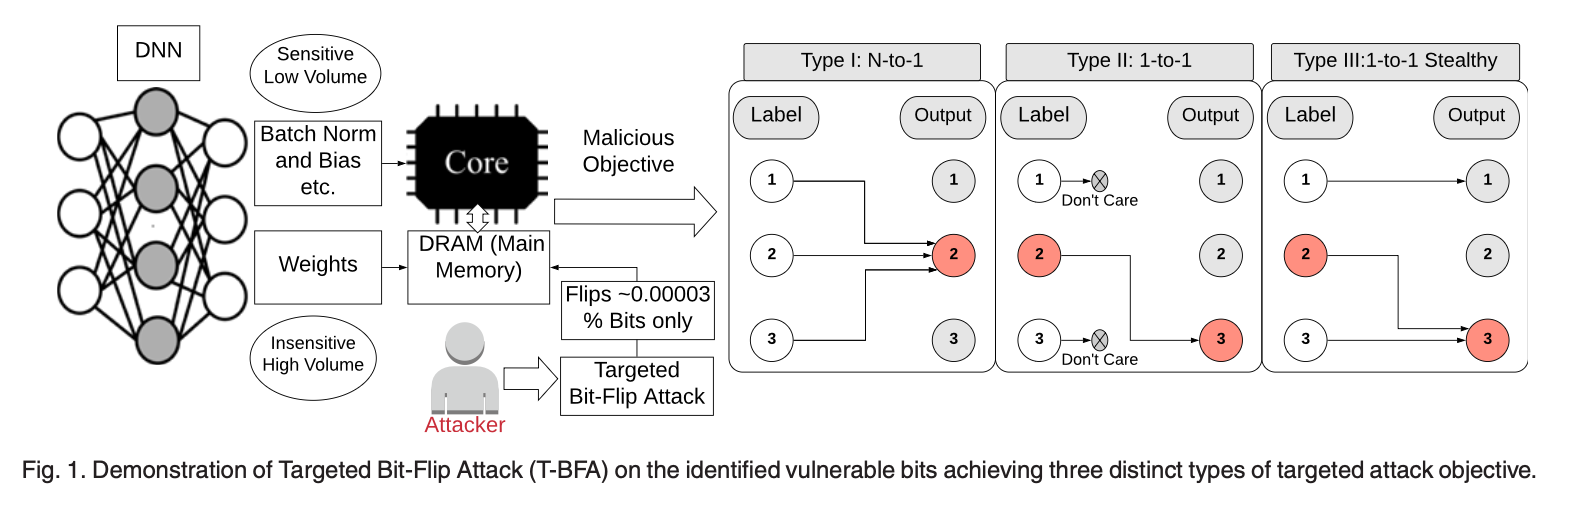 DNN
Sensitive
Low Volume
Batch Norm
and Bias
etc.
Weights
Insensitive
High Volume
Core
DRAM (Main
Memory)
Flips ~0.00003
% Bits only
Targeted
Bit-Flip Attack
Attacker
Malicious
Objective
Type I: N-to-1
Label
Output
1
1
2
2
3
3
Type II: 1-to-1
Label
Output
1
Don't Care
1
2
2
3
Don't Care
3
Type III:1-to-1 Stealthy
Label
Output
1
1
2
2
3
3
Fig. 1. Demonstration of Targeted Bit-Flip Attack (T-BFA) on the identified vulnerable bits achieving three distinct types of targeted attack objective.